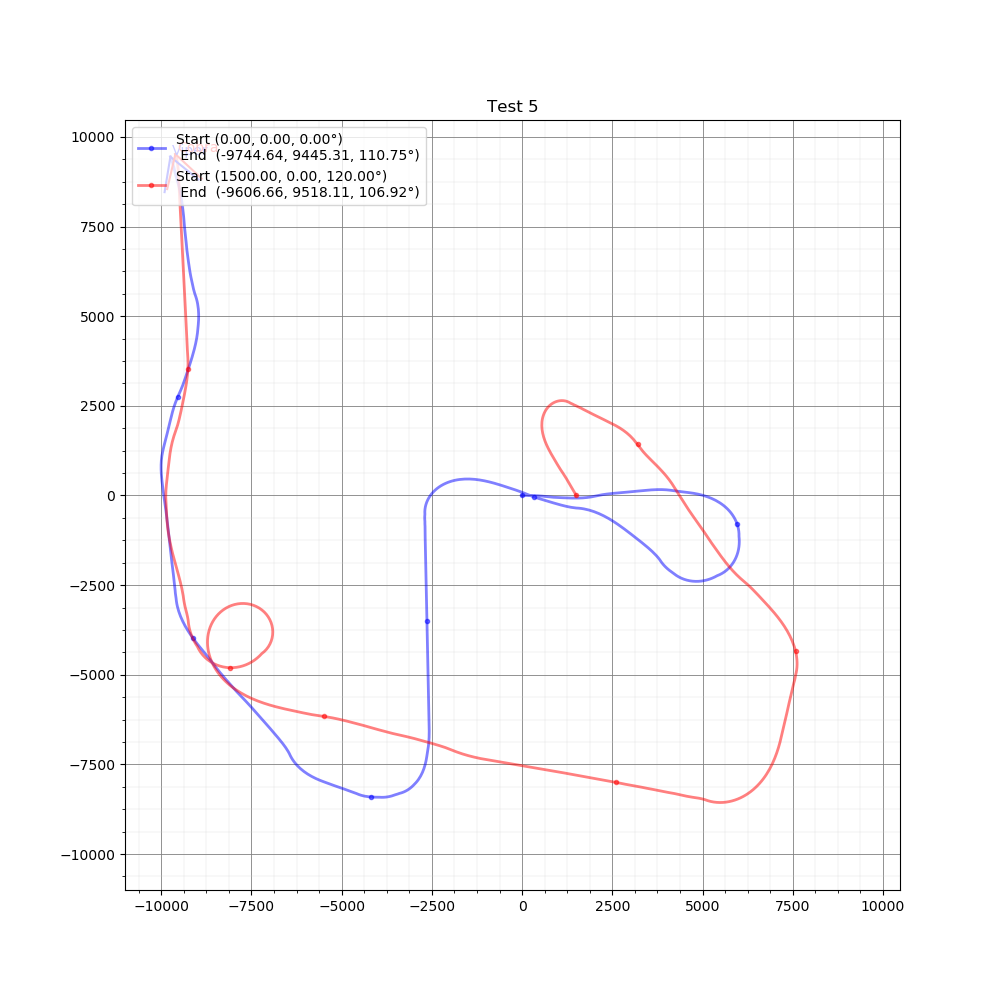 Test 5
Start (0.00, 0.00, 0.00°)
End (-9744.64, 9445.31, 110.75°)
Start (1500.00, 0.00, 120.00°)
End (-9606.66, 9518.11, 106.92°)
10000
7500
5000
2500
0
−2500
−5000
−7500
−10000
−10000 −7500 −5000 −2500 0 2500 5000 7500 10000